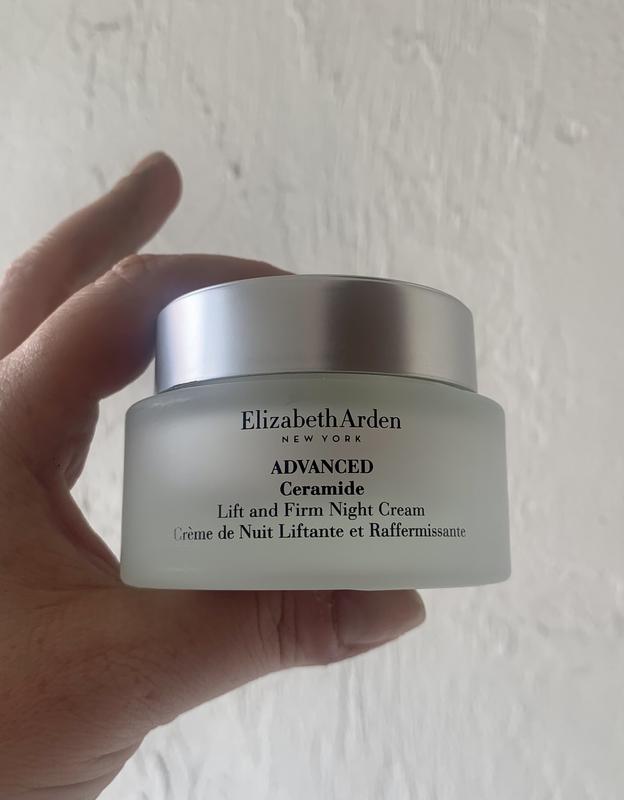 ElizabethArden
NEW YORK
ADVANCED
Ceramide
Lift and Firm Night Cream
Crème de Nuit Liftante et Raffermissante